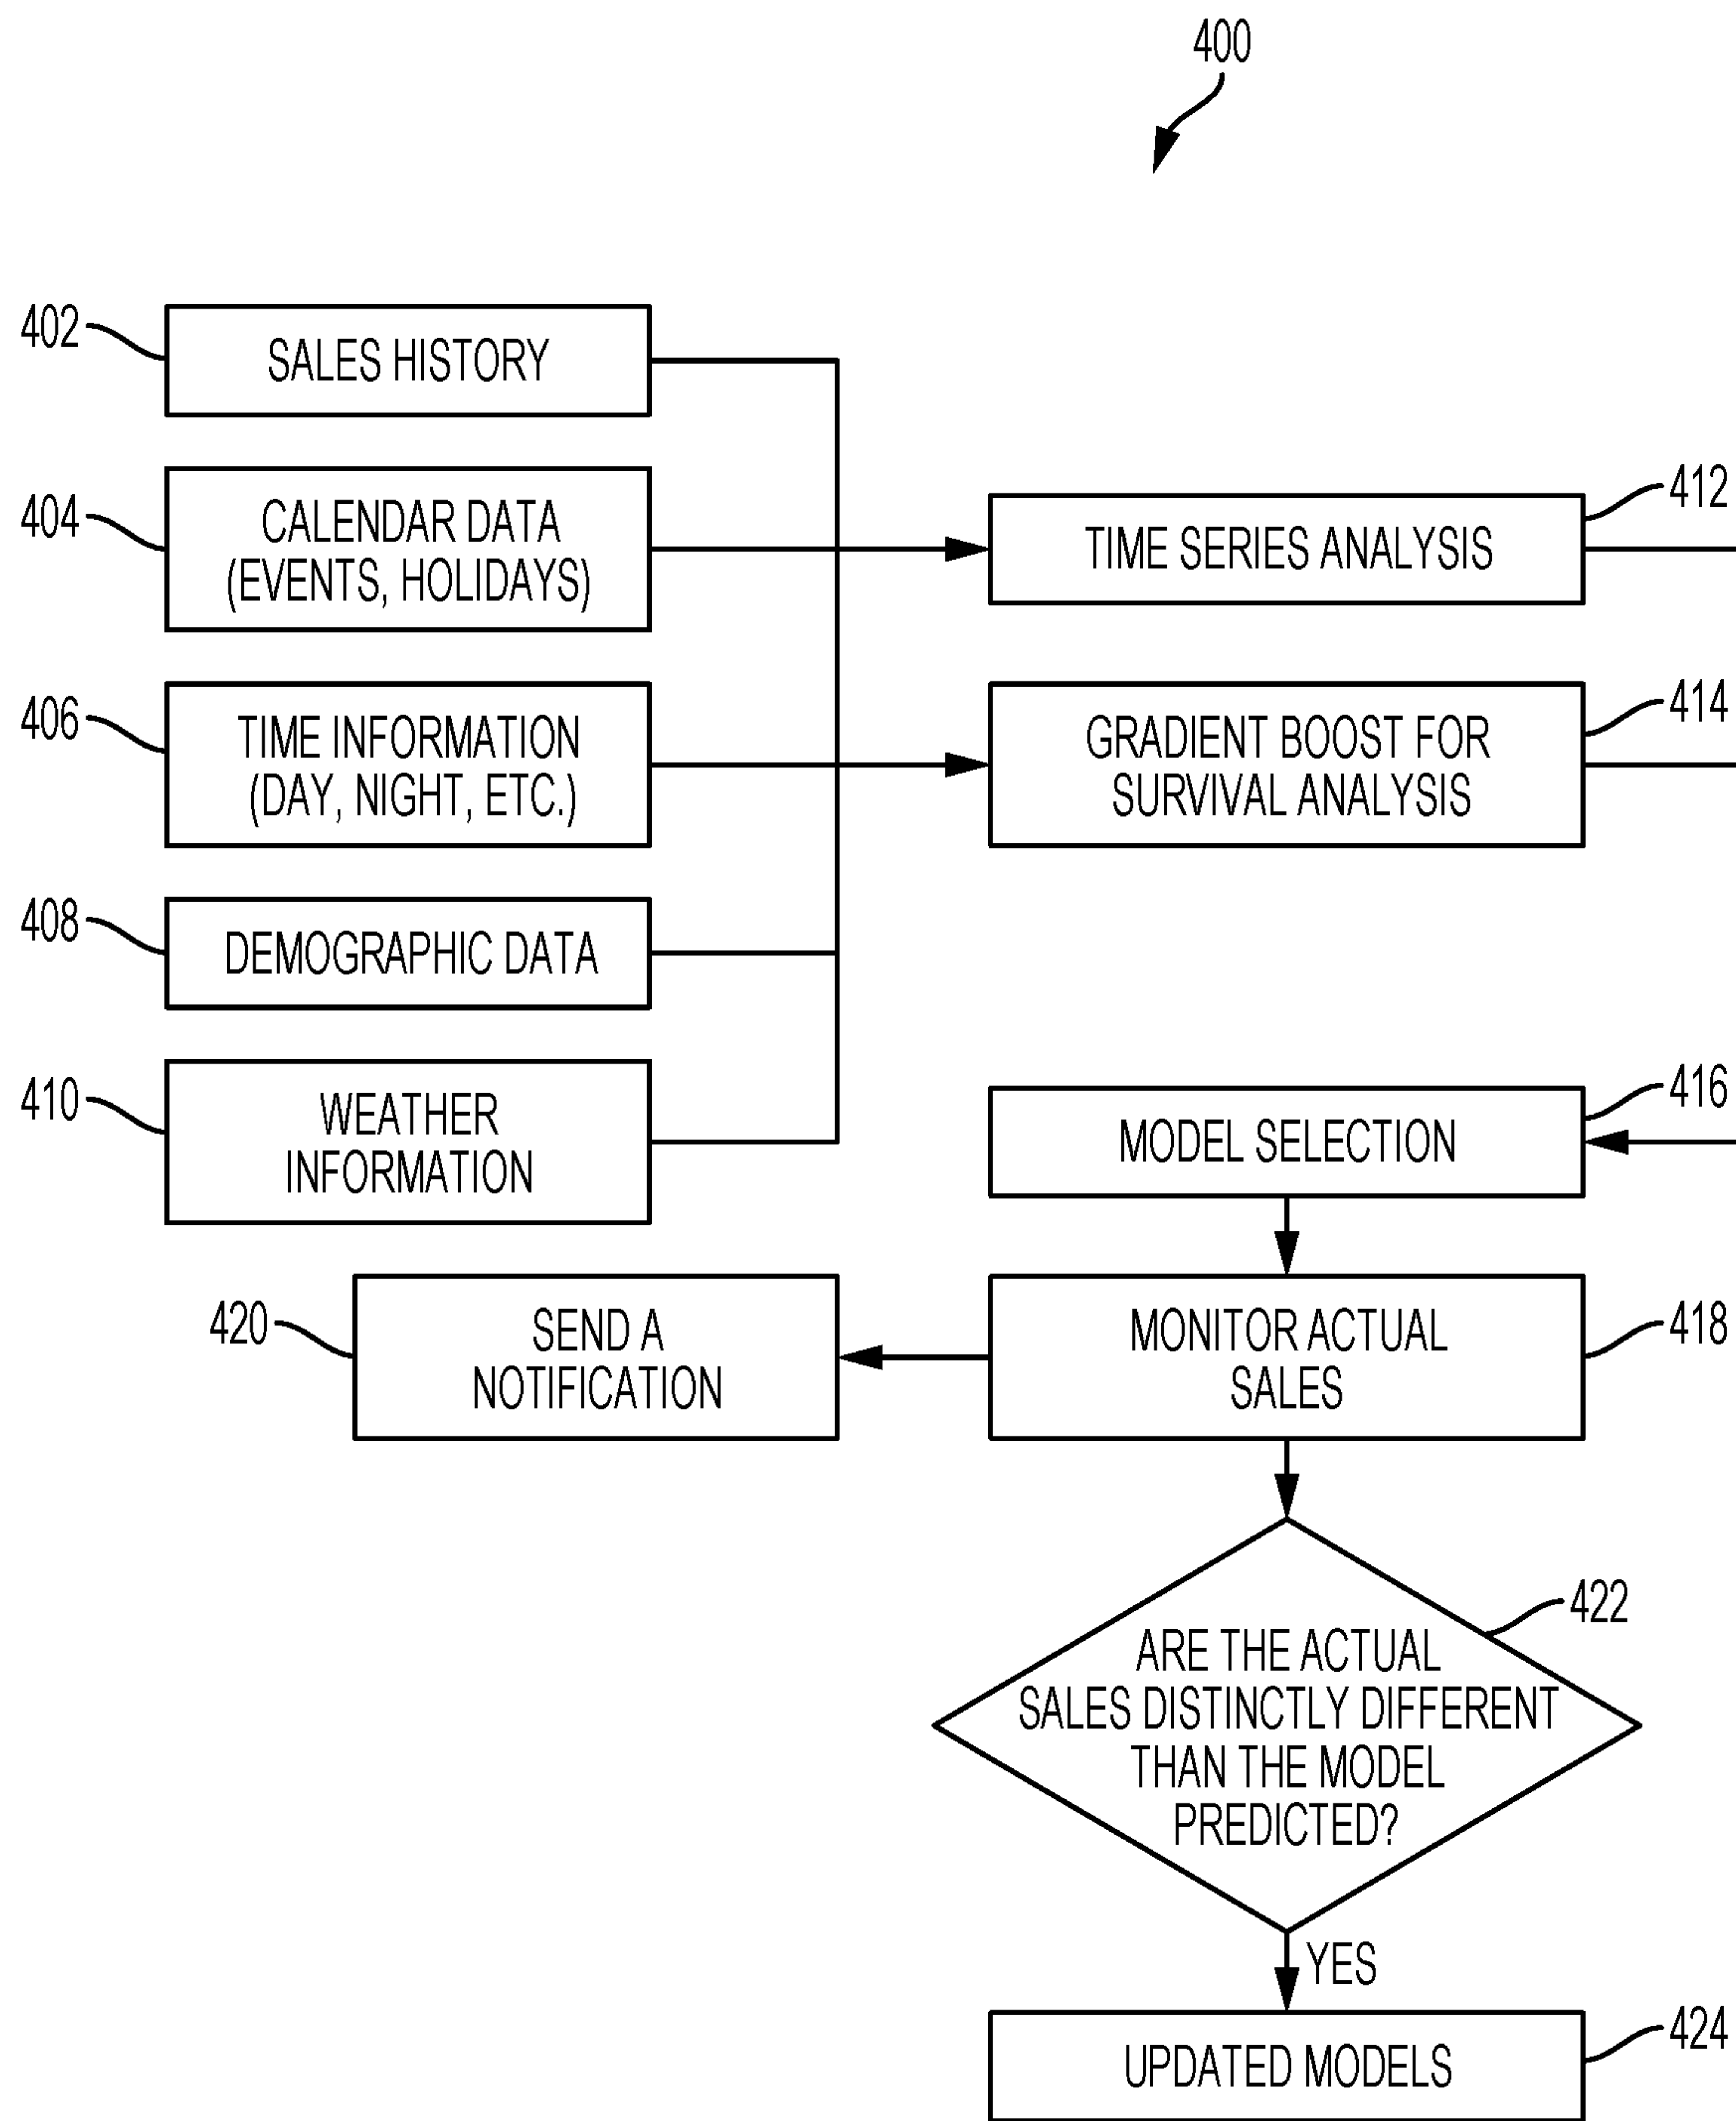 400
402
SALES HISTORY
404
CALENDAR DATA
(EVENTS, HOLIDAYS)
412
TIME SERIES ANALYSIS
406
TIME INFORMATION
(DAY, NIGHT, ETC.)
414
GRADIENT BOOST FOR
SURVIVAL ANALYSIS
408
DEMOGRAPHIC DATA
410
WEATHER
INFORMATION
416
MODEL SELECTION
420
SEND A
NOTIFICATION
418
MONITOR ACTUAL
SALES
422
ARE THE ACTUAL
SALES DISTINCTLY DIFFERENT
THAN THE MODEL
PREDICTED?
YES
424
UPDATED MODELS